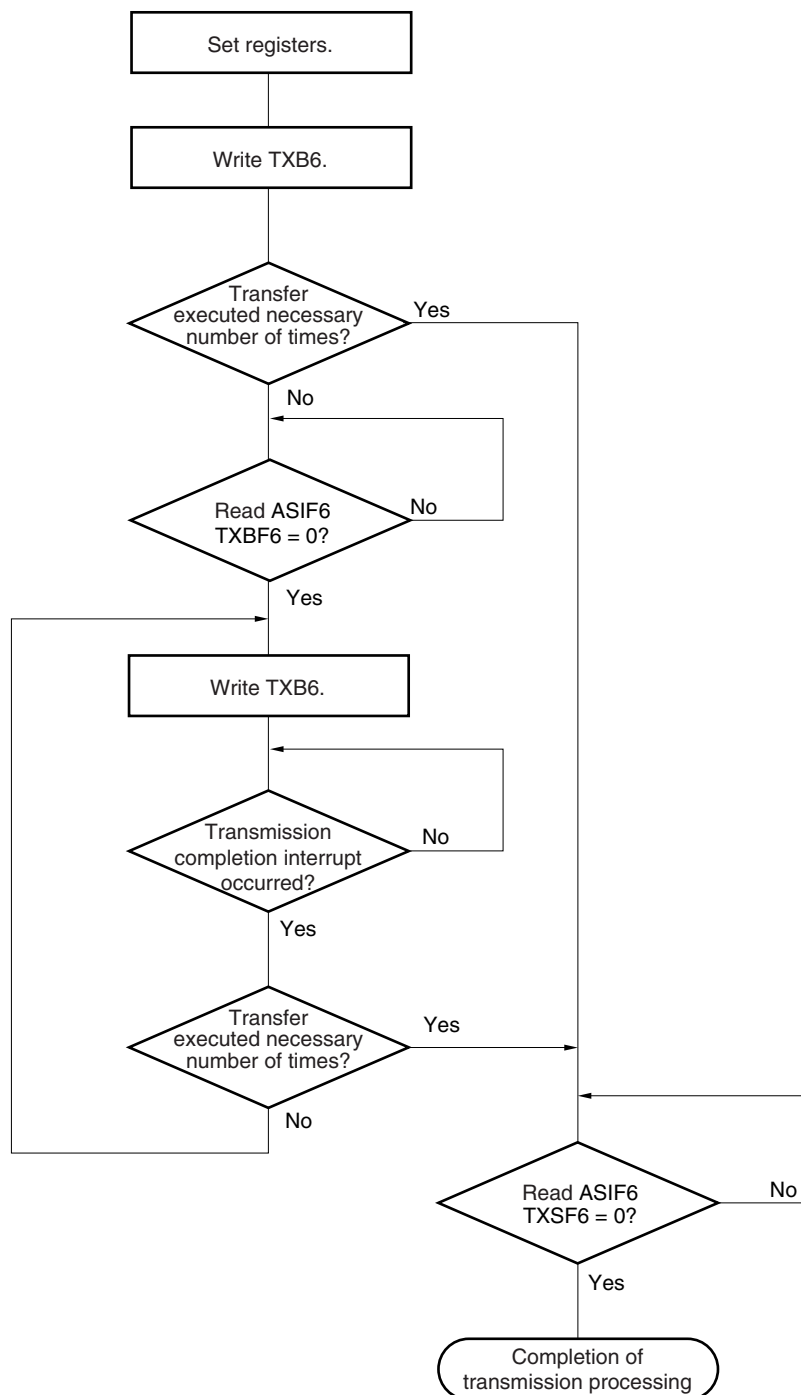 Set registers.
Write TXB6.
Transfer
executed necessary
number of times?
Yes
No
Read ASIF6
TXBF6 = 0?
No
Yes
Write TXB6.
Transmission
completion interrupt
occurred?
No
Yes
Transfer
executed necessary
number of times?
Yes
No
Read ASIF6
TXSF6 = 0?
No
Yes
Completion of
transmission processing